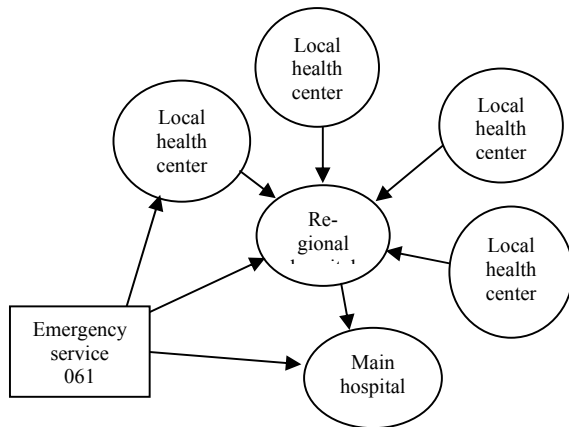 Local
health
center
Local
health
center
Local
health
center
Re-
gional
Local
health
center
Emergency
service
061
Main
hospital